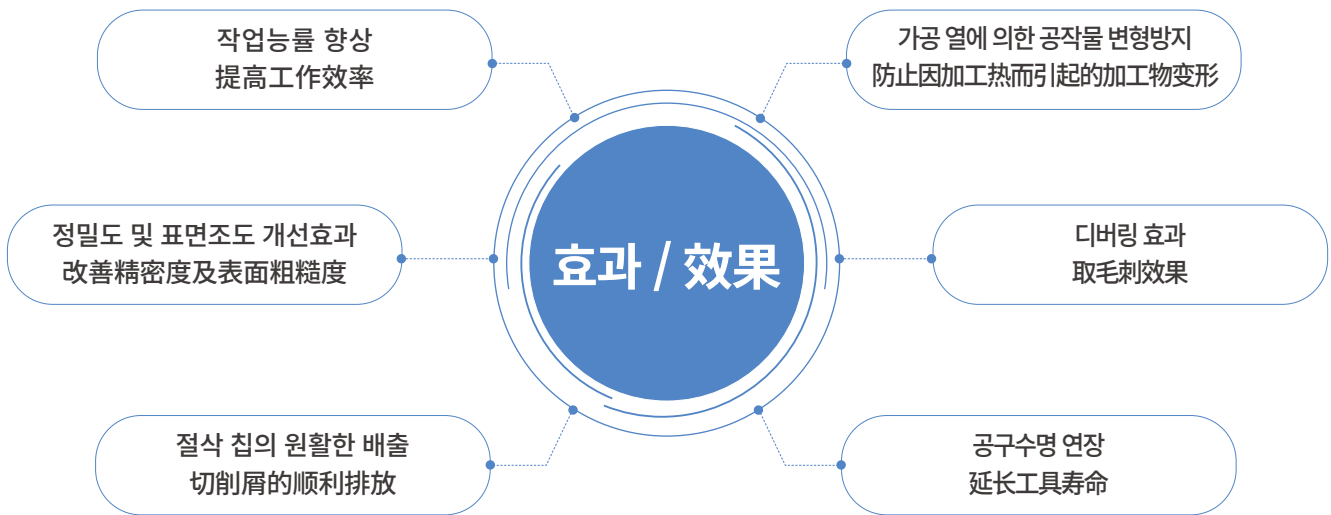 작업능률 향상
提高工作效率
가공 열에 의한 공작물 변형방지
防止因加工热而引起的加工物变形
정밀도 및 표면조도 개선효과
改善精密度及表面粗糙度
효과 / 效果
디버링 효과
取毛刺效果
절삭 칩의 원활한 배출
切削屑的顺利排放
공구수명 연장
延长工具寿命